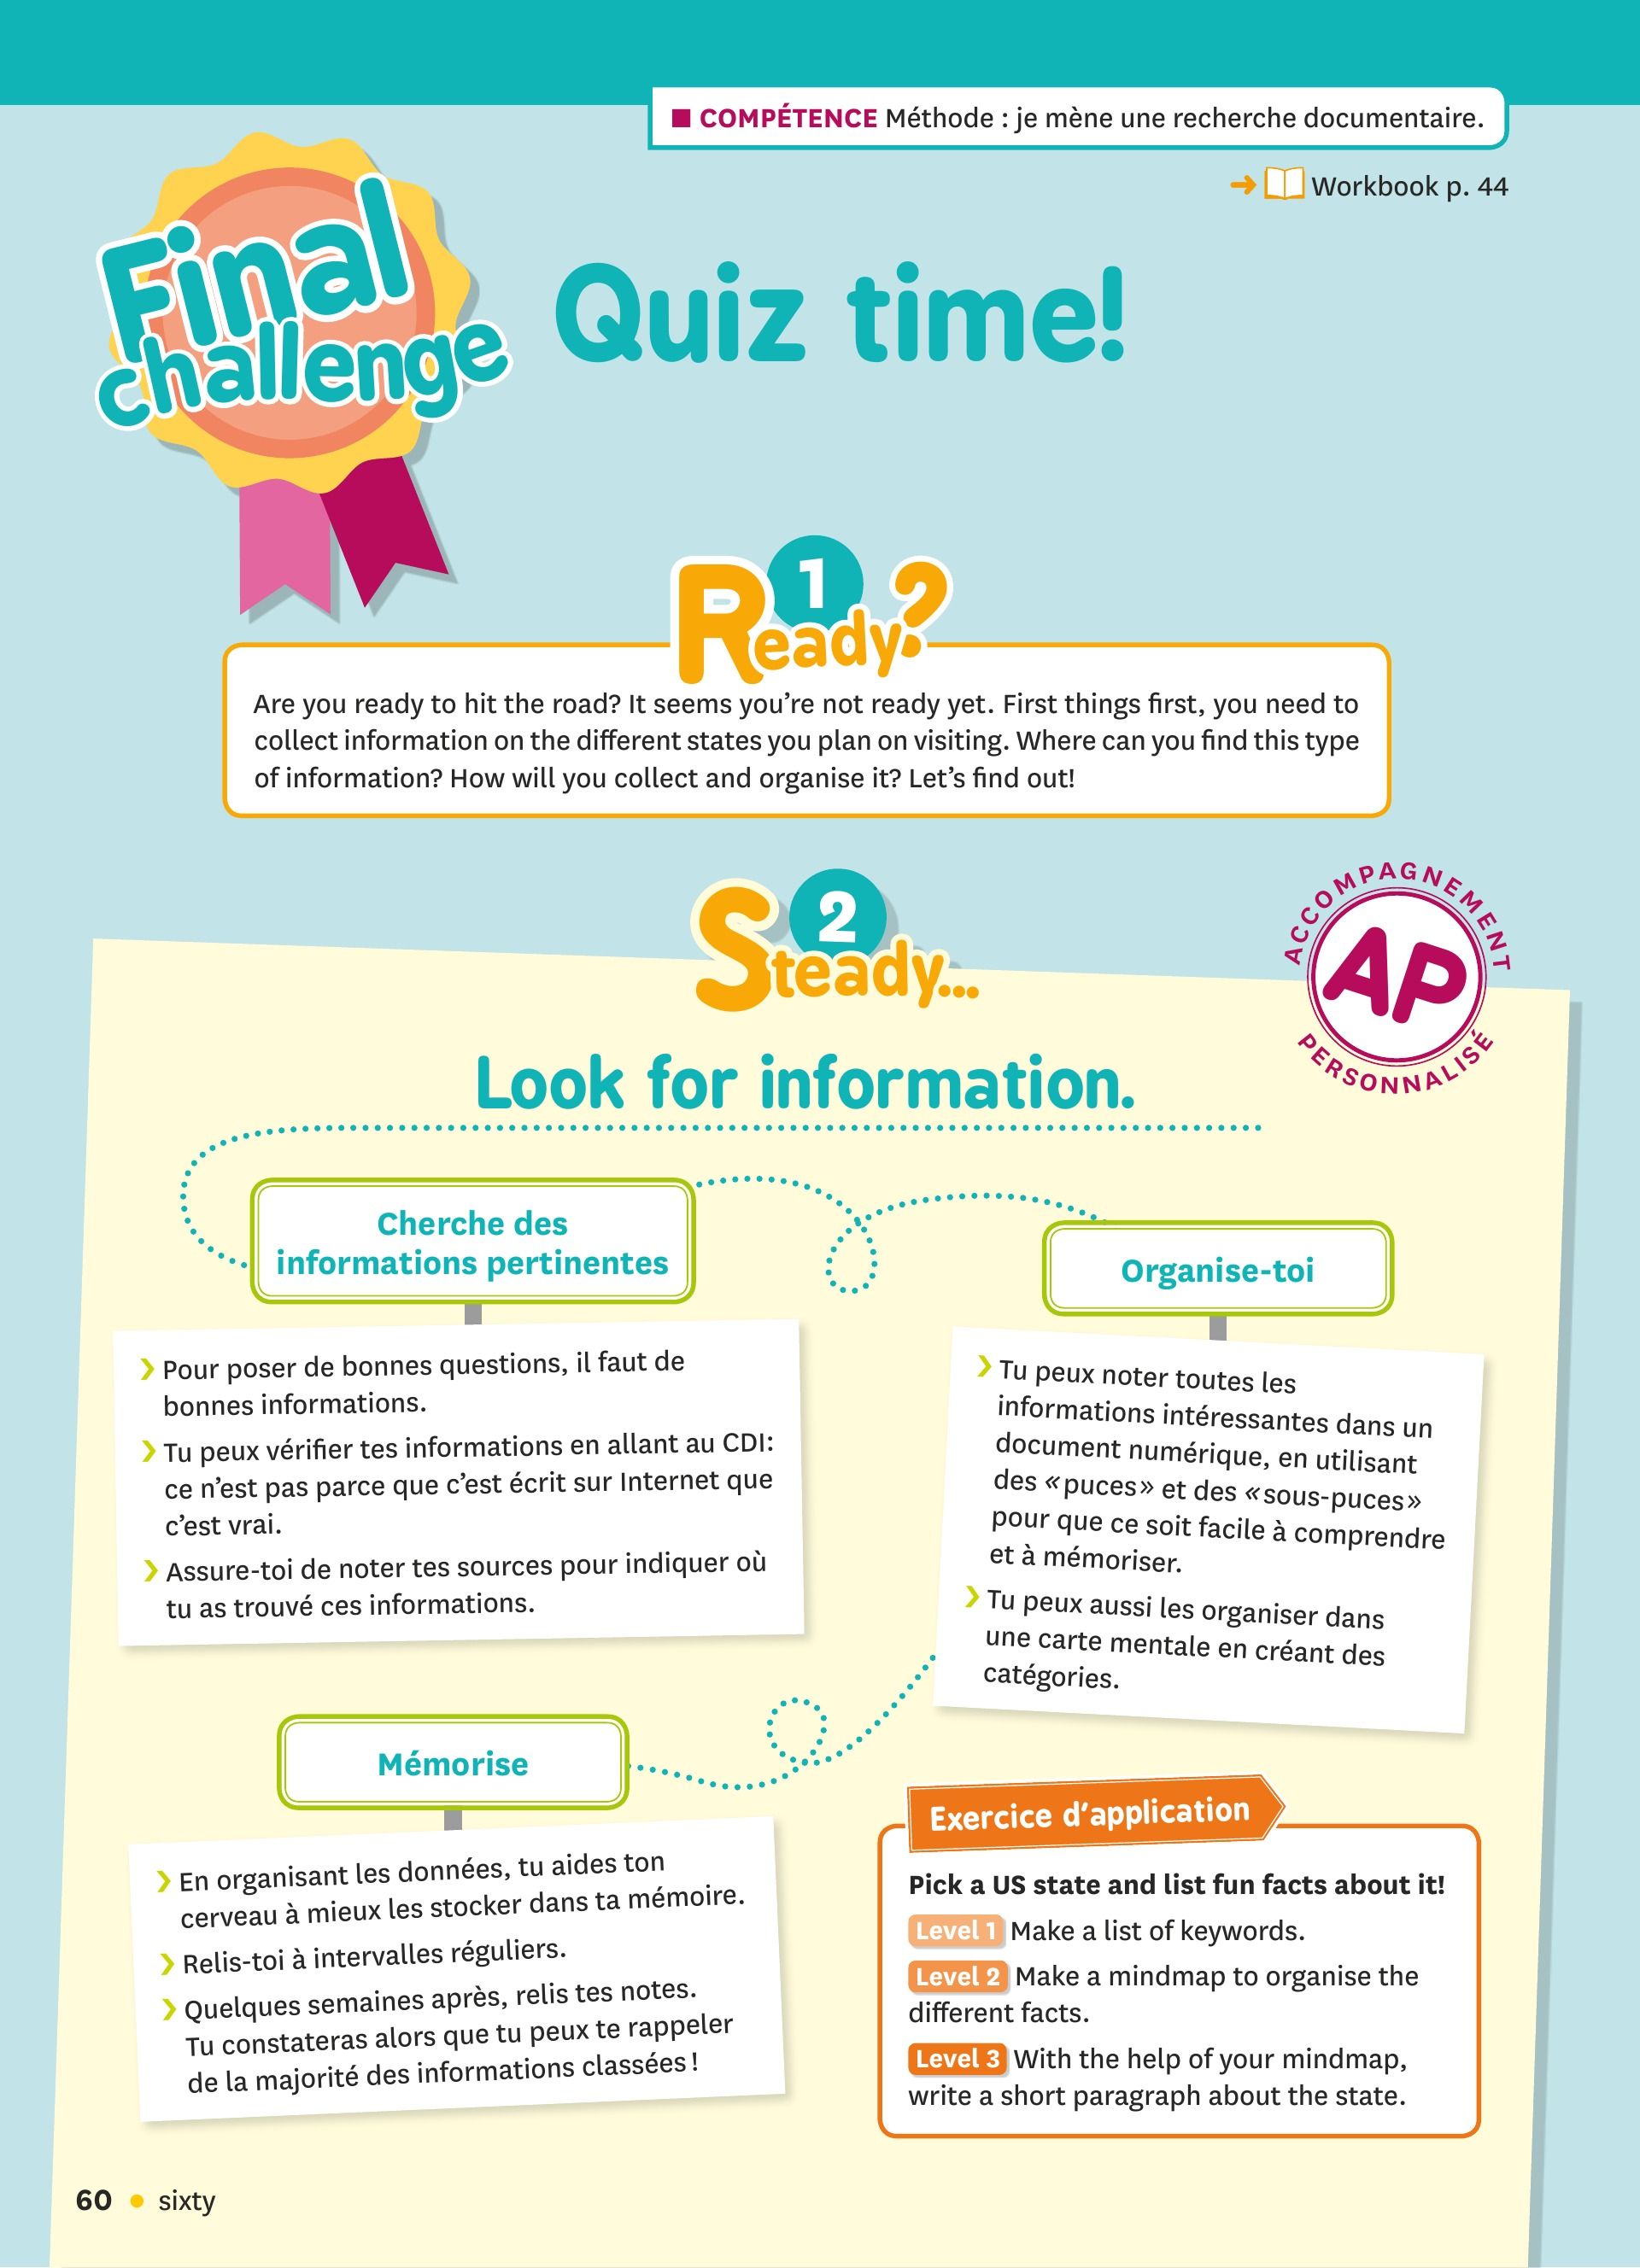 COMPÉTENCE Méthode : je mène une recherche documentaire.
Workbook p. 44
Final
challenge
Quiz time!
1
Ready?
Are you ready to hit the road? It seems you're not ready yet. First things first, you need to
collect information on the different states you plan on visiting. Where can you find this type
of information? How will you collect and organise it? Let's find out!
2
Steady...
ACCOMPAGNEMENT
AP
PERSONNALISÉ
Look for information.
Cherche des
informations pertinentes
Pour poser de bonnes questions, il faut de
bonnes informations.
Tu peux vérifier tes informations en allant au CDI:
ce n'est pas parce que c'est écrit sur Internet que
c'est vrai.
Assure-toi de noter tes sources pour indiquer où
tu as trouvé ces informations.
Organise-toi
Tu peux noter toutes les
informations intéressantes dans un
document numérique, en utilisant
des «puces» et des «sous-puces»
pour que ce soit facile à comprendre
et à mémoriser.
Tu peux aussi les organiser dans
une carte mentale en créant des
catégories.
Mémorise
En organisant les données, tu aides ton
cerveau à mieux les stocker dans ta mémoire.
Relis-toi à intervalles réguliers.
Quelques semaines après, relis tes notes.
Tu constateras alors que tu peux te rappeler
de la majorité des informations classées!
Exercice d'application
Pick a US state and list fun facts about it!
Level 1 Make a list of keywords.
Level 2 Make a mindmap to organise the
different facts.
Level 3 With the help of your mindmap,
write a short paragraph about the state.
60 • sixty